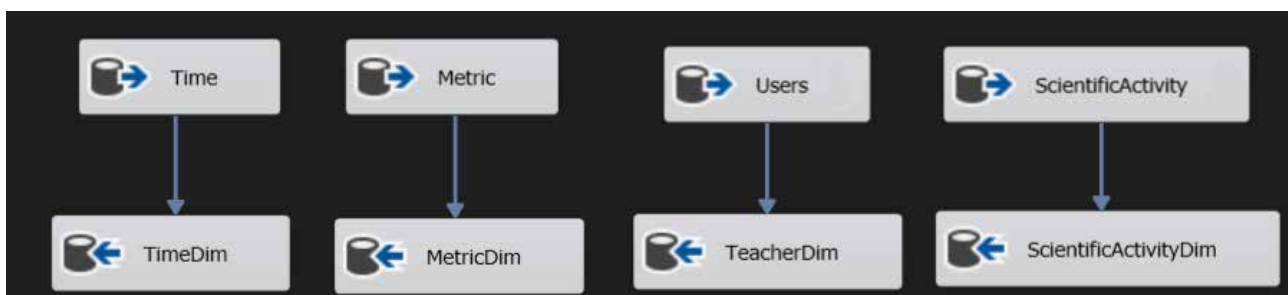 Time
Metric
Users
ScientificActivity
TimeDim
MetricDim
TeacherDim
ScientificActivityDim